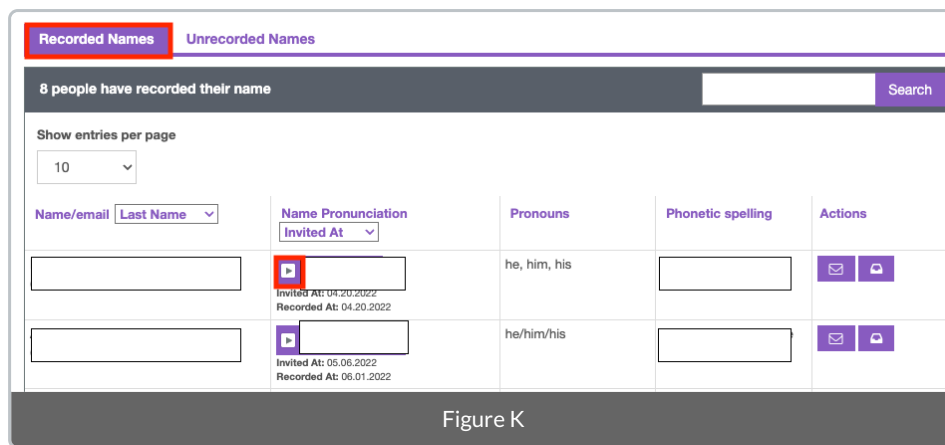 Recorded Names Unrecorded Names
8 people have recorded their name Search
Show entries per page
10
Name/email Last Name Name Pronunciation Pronouns Phonetic spelling Actions
Invited At
he, him, his
Invited At: 04.20.2022
Recorded At: 04.20.2022
he/him/his
Invited At: 05.06.2022
Recorded At: 06.01.2022
Figure K